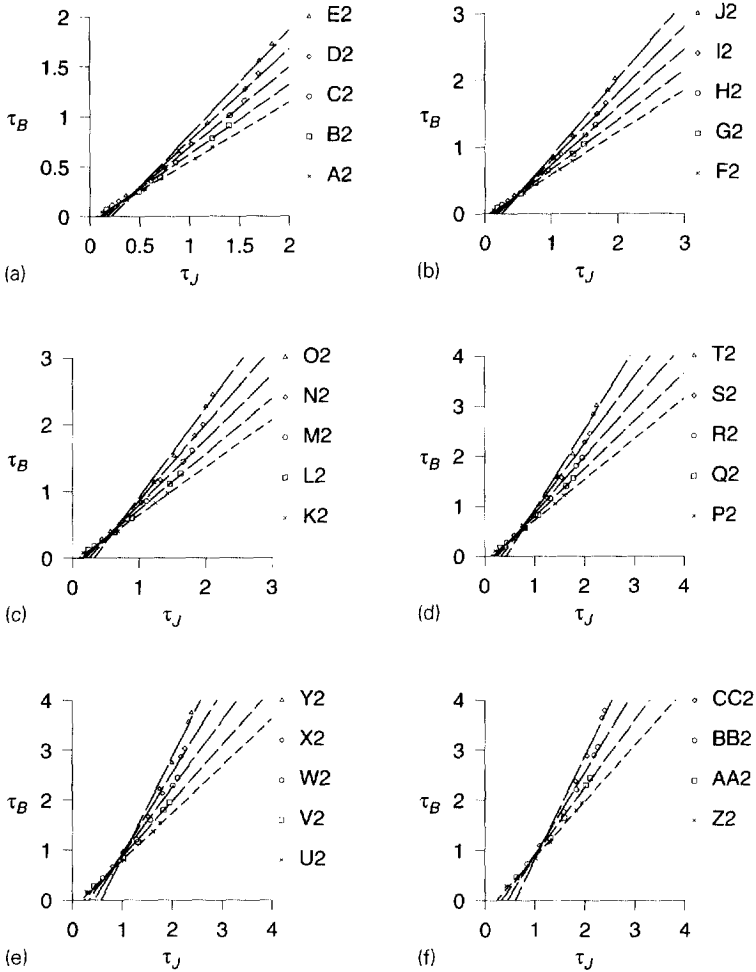 2
1.5
1
0.5
0
τB
0 0.5 1 1.5 2
τJ
E2
D2
C2
B2
A2
(a)
3
2
1
0
τB
0 1 2 3
τJ
J2
I2
H2
G2
F2
(b)
3
2
1
0
τB
0 1 2 3
τJ
O2
N2
M2
L2
K2
(c)
4
3
2
1
0
τB
0 1 2 3 4
τJ
T2
S2
R2
Q2
P2
(d)
4
3
2
1
0
τB
0 1 2 3 4
τJ
Y2
X2
W2
V2
U2
(e)
4
3
2
1
0
τB
0 1 2 3 4
τJ
CC2
BB2
AA2
Z2
(f)